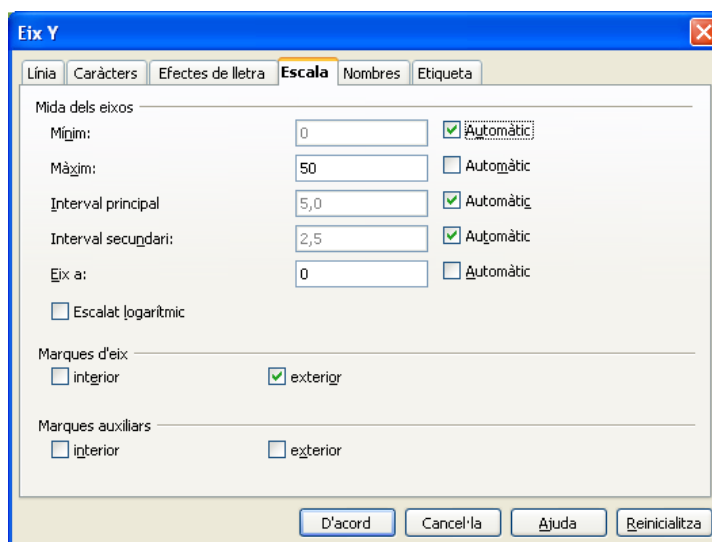 Eix Y
Línia Caràcters Efectes de lletra Escala Nombres Etiqueta
Mida dels eixos
Mínim: 0 Automàtic
Màxim: 50 Automàtic
Interval principal 5,0 Automàtic
Interval secundari: 2,5 Automàtic
Eix a: 0 Automàtic
Escalat logarítmic
Marques d'eix
interior exterior
Marques auxiliars
interior exterior
D'acord Cancel·la Ajuda Reinicialitza